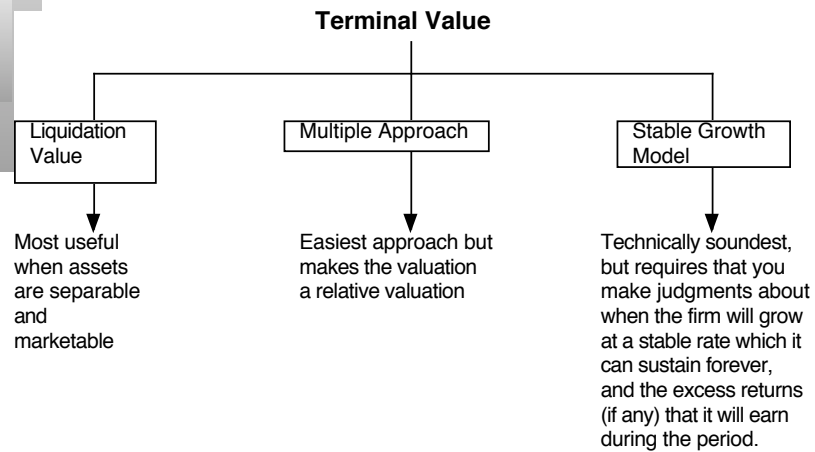 Terminal Value
Liquidation
Value
Multiple Approach
Stable Growth
Model
Most useful
when assets
are separable
and
marketable
Easiest approach but
makes the valuation
a relative valuation
Technically soundest,
but requires that you
make judgments about
when the firm will grow
at a stable rate which it
can sustain forever,
and the excess returns
(if any) that it will earn
during the period.